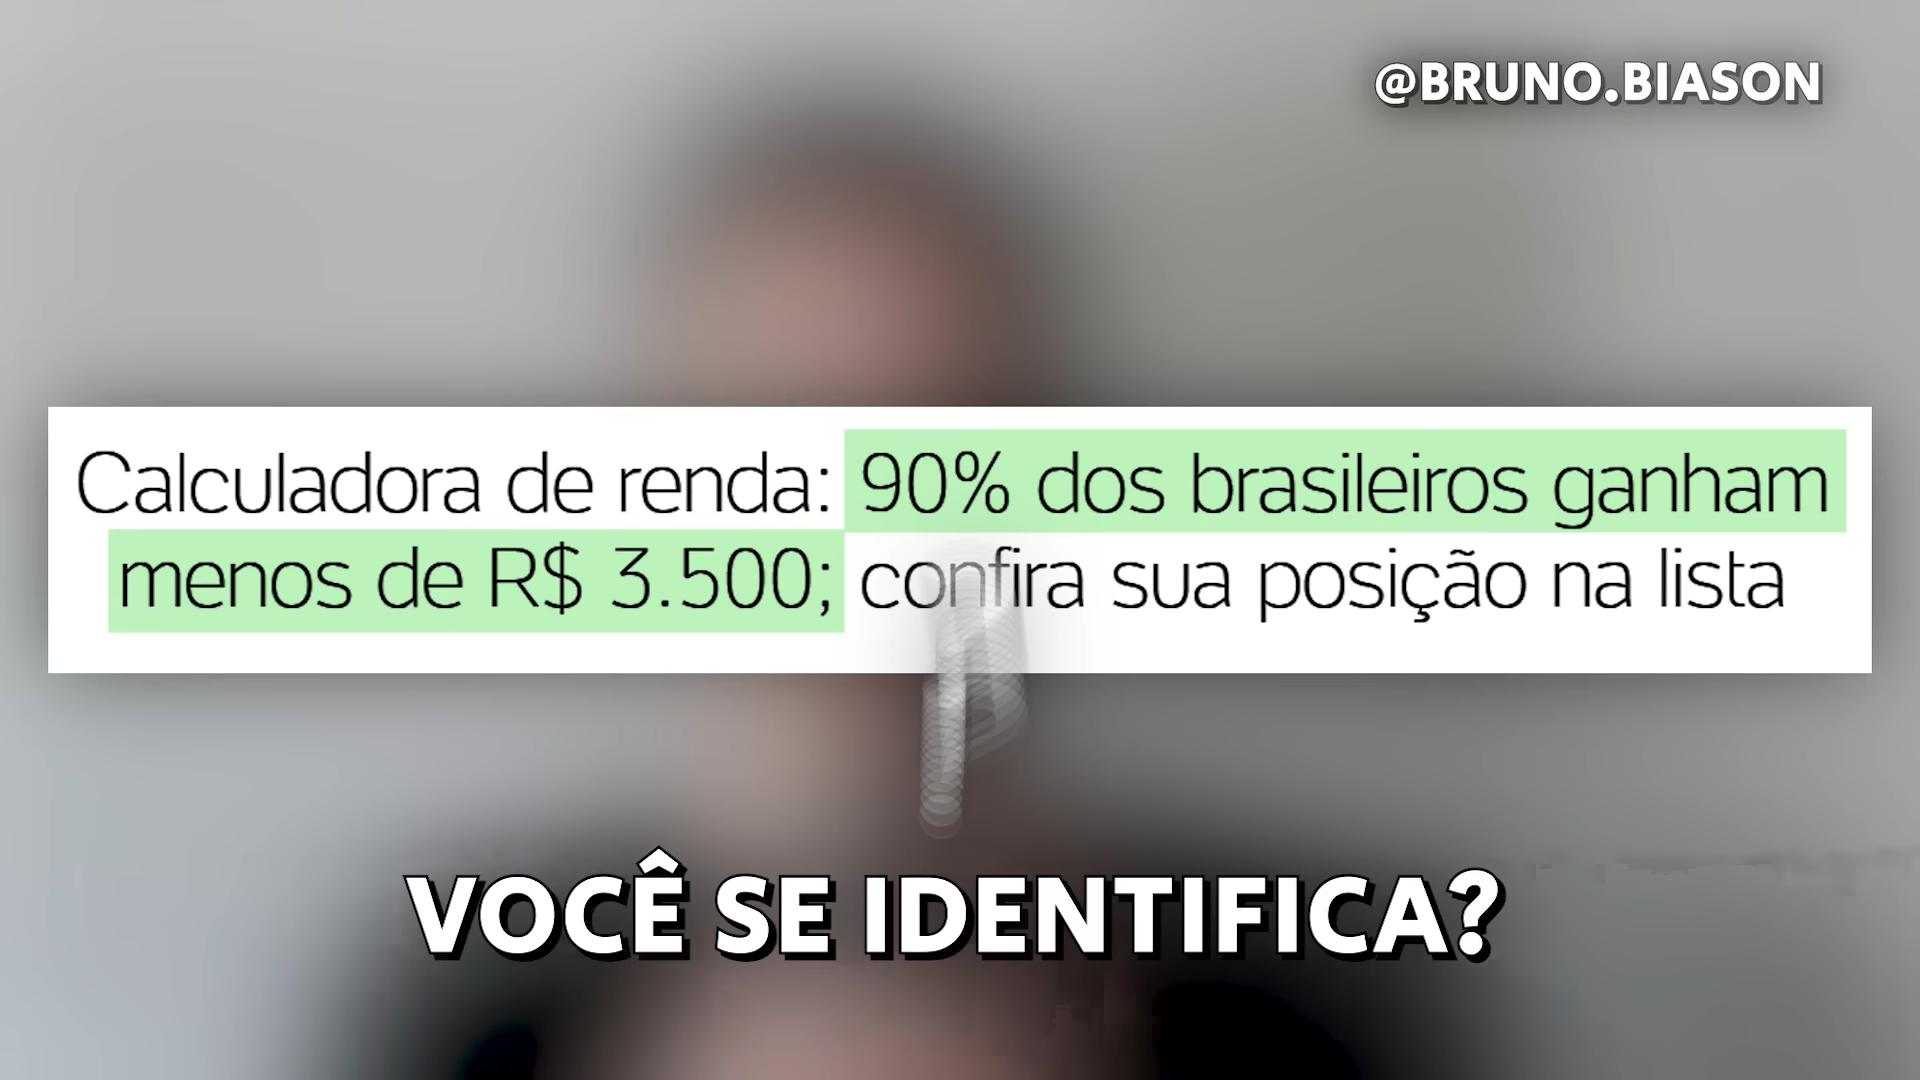 @BRUNO.BIASON
Calculadora de renda: 90% dos brasileiros ganham
menos de R$ 3.500; confira sua posição na lista
VOCÊ SE IDENTIFICA?